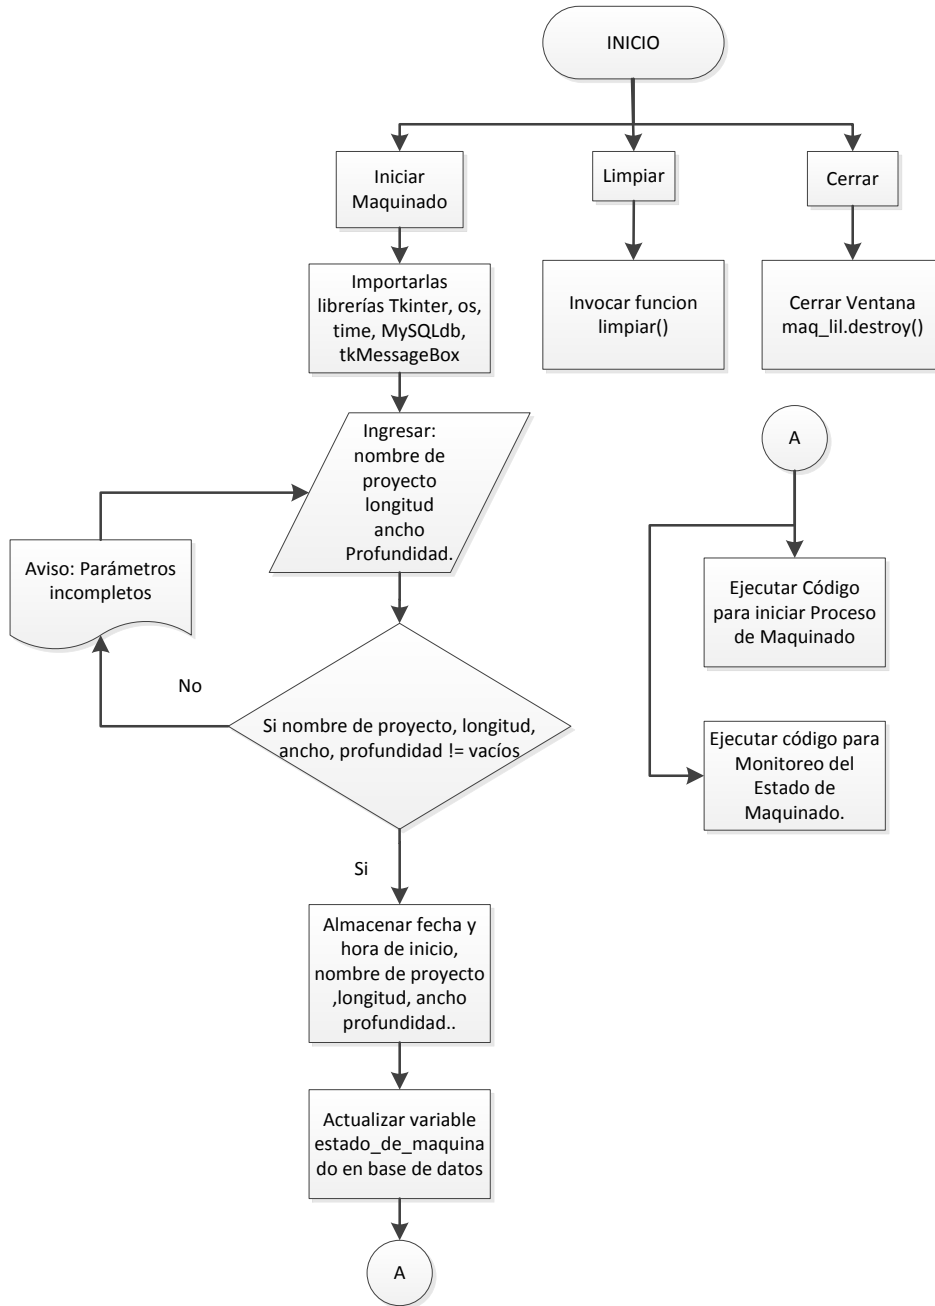 INICIO
Iniciar
Maquinado
Limpiar
Cerrar
Importarlas
librerías Tkinter, os,
time, MySQLdb,
tkMessageBox
Invocar funcion
limpiar()
Cerrar Ventana
maq_lil.destroy()
Ingresar:
nombre de
proyecto
longitud
ancho
Profundidad.
A
Aviso: Parámetros
incompletos
Ejecutar Código
para iniciar Proceso
de Maquinado
No
Si nombre de proyecto, longitud,
ancho, profundidad != vacíos
Ejecutar código para
Monitoreo del
Estado de
Maquinado.
Si
Almacenar fecha y
hora de inicio,
nombre de proyecto
,longitud, ancho
profundidad..
Actualizar variable
estado_de_maquina
do en base de datos
A